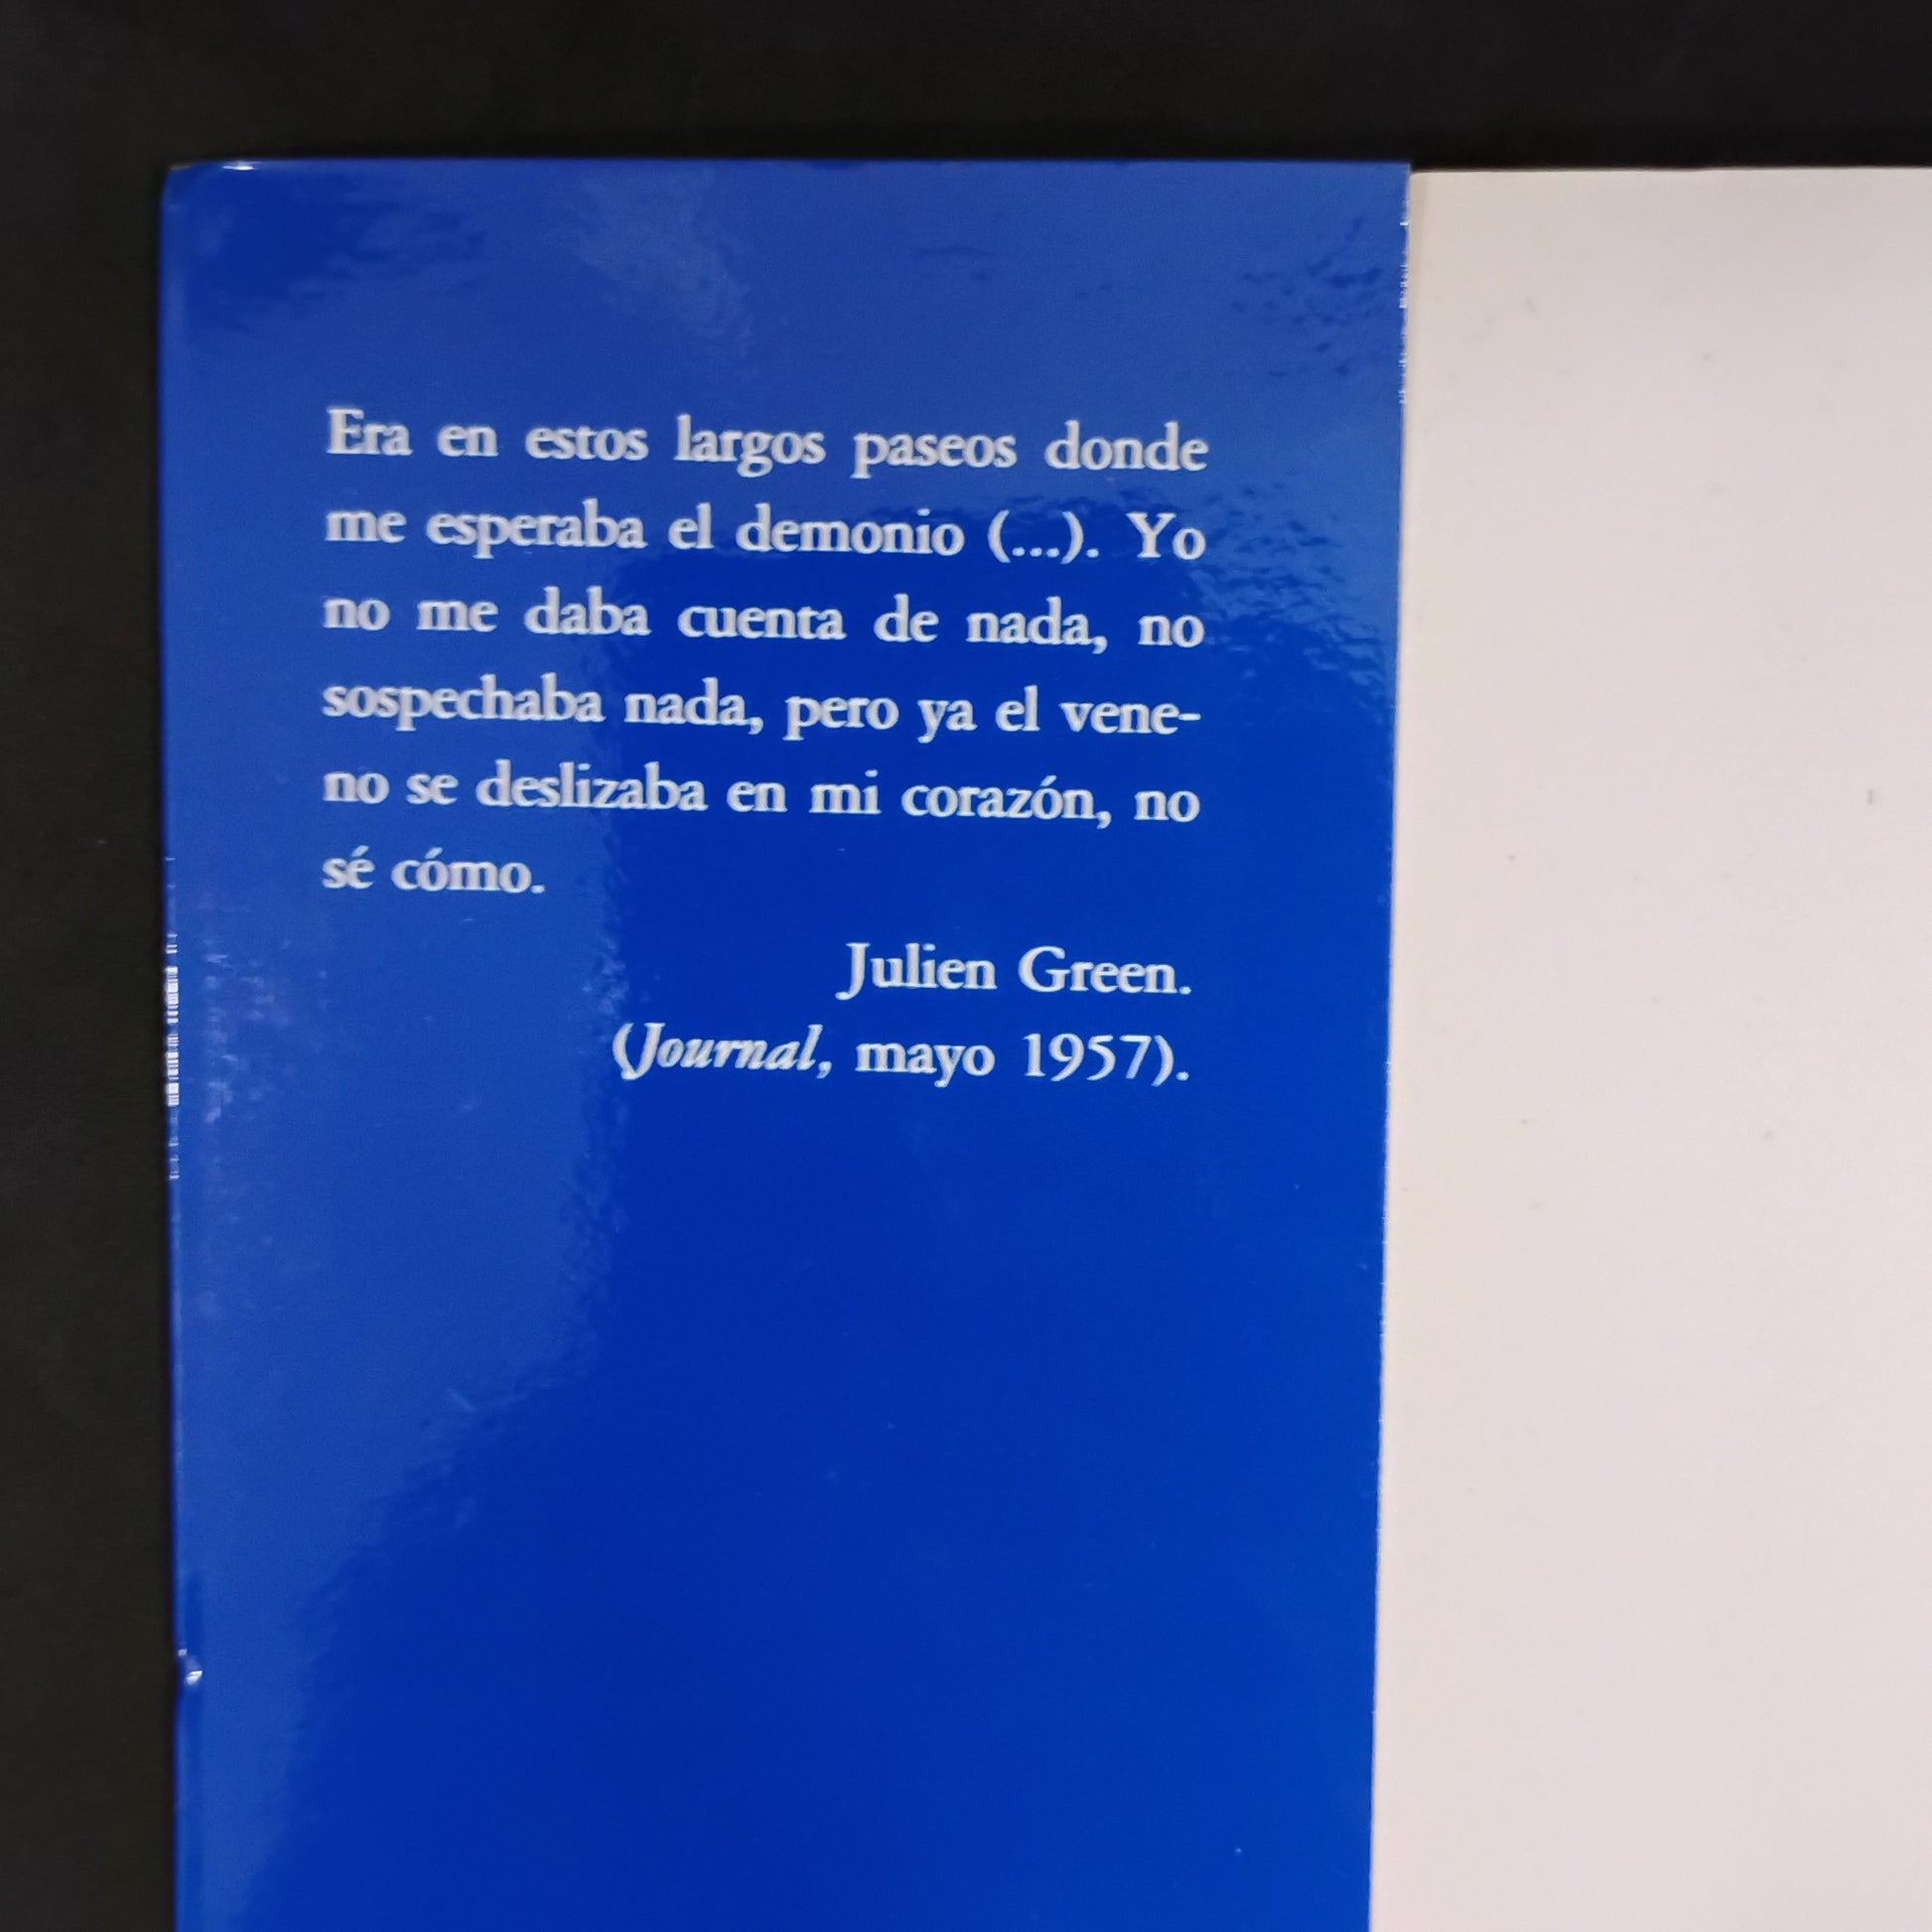 Era en estos largos paseos donde
me esperaba el demonio (...). Yo
no me daba cuenta de nada, no
sospechaba nada, pero ya el vene-
no se deslizaba en mi corazón, no
sé cómo.
Julien Green.
(Journal, mayo 1957).